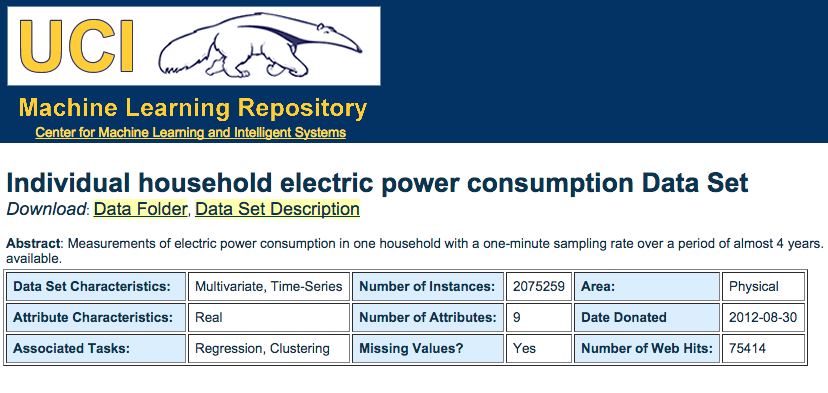 UCI
Machine Learning Repository
Center for Machine Learning and Intelligent Systems
Individual household electric power consumption Data Set
Download: Data Folder, Data Set Description
Abstract: Measurements of electric power consumption in one household with a one-minute sampling rate over a period of almost 4 years.
available.
Data Set Characteristics: Multivariate, Time-Series Number of Instances: 2075259 Area: Physical
Attribute Characteristics: Real Number of Attributes: 9 Date Donated 2012-08-30
Associated Tasks: Regression, Clustering Missing Values? Yes Number of Web Hits: 75414